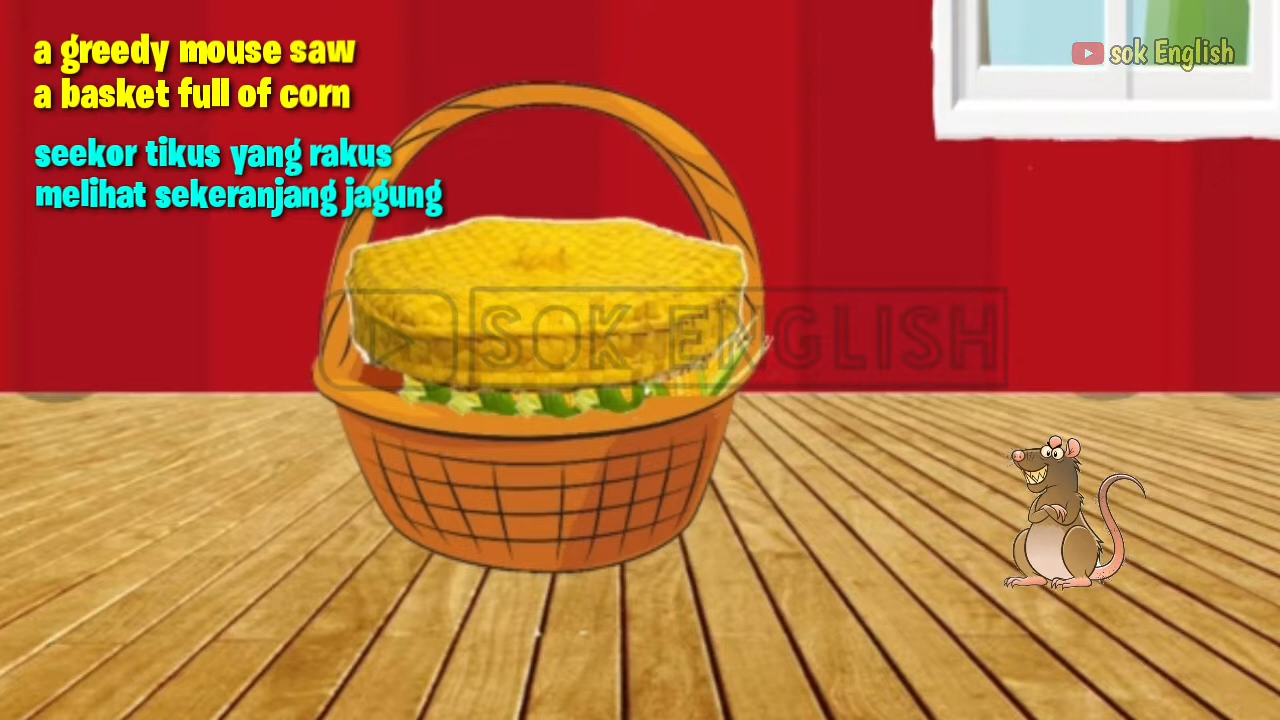 a greedy mouse saw
a basket full of corn
seekor tikus yang rakus
melihat sekeranjang jagung
sok English
SOK ENGLISH